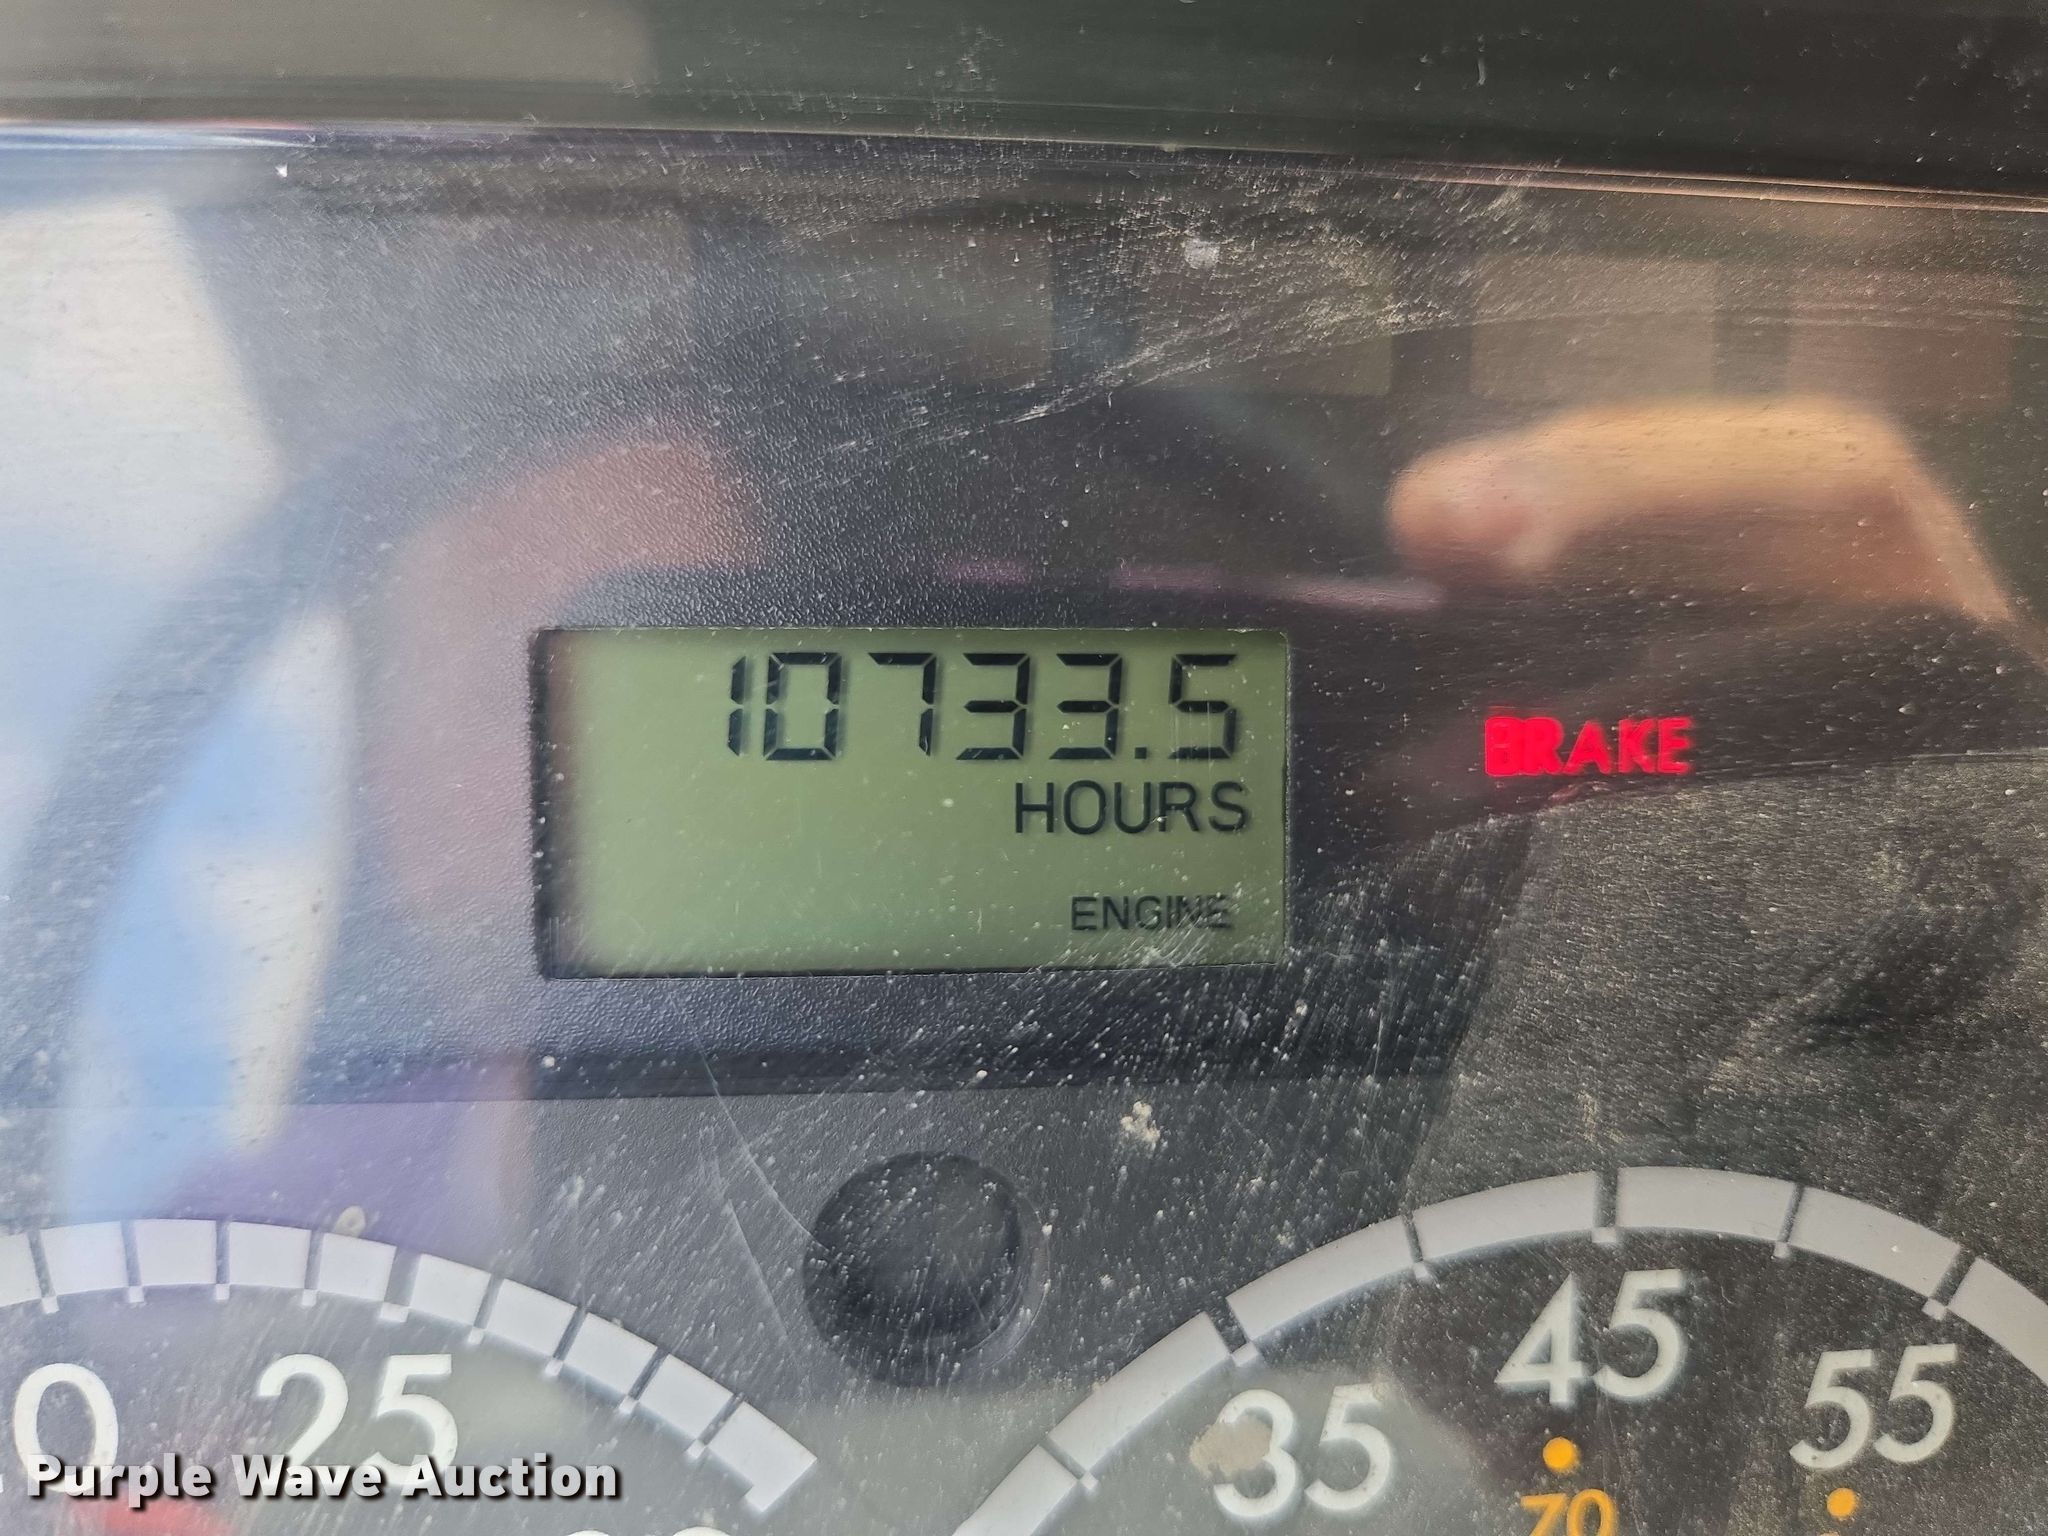 10733.5
HOURS
BRAKE
ENGINE
25
35
45
55
70
Purple Wave Auction